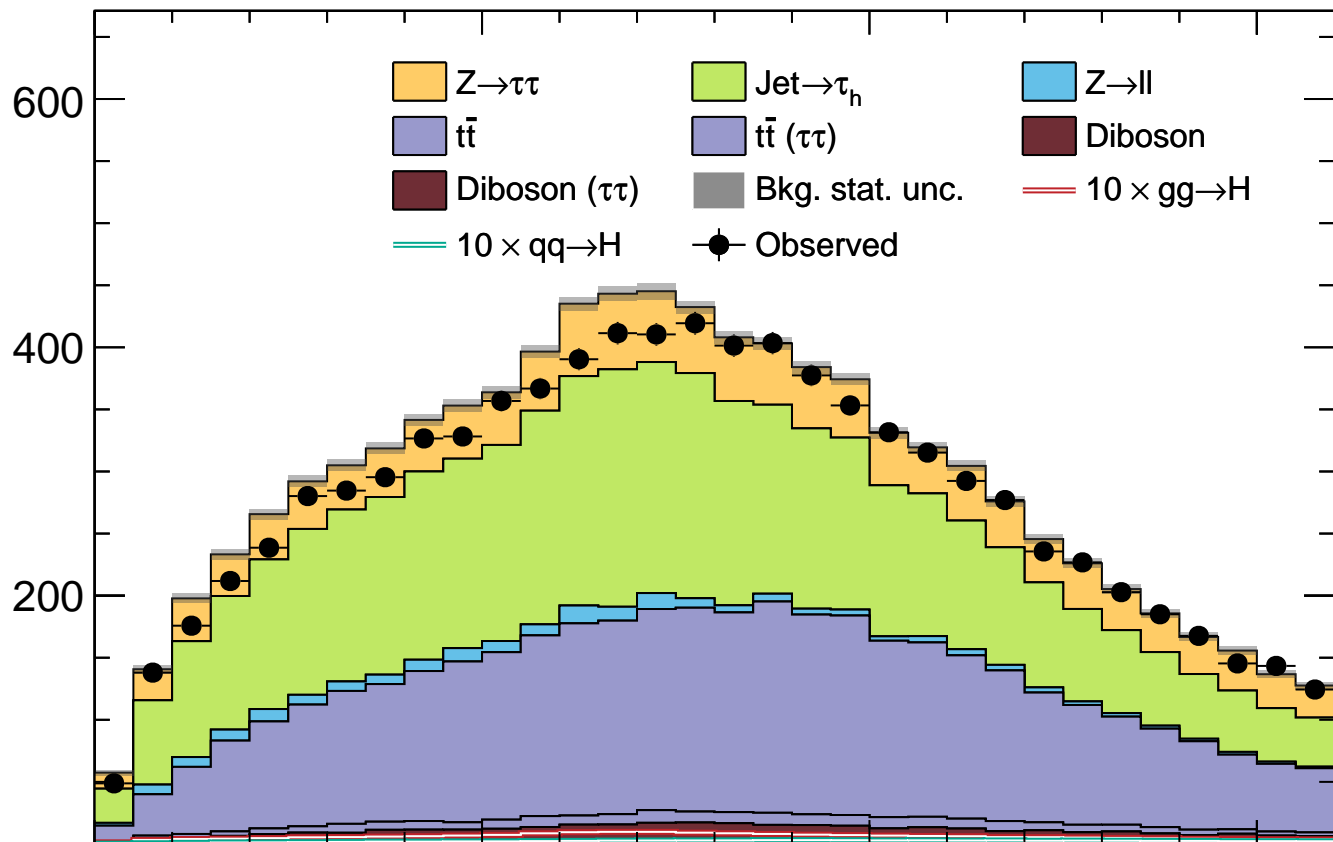 600
400
200
Z→ττ Jet→τh Z→ll
tt̄ tt̄ (ττ) Diboson
Diboson (ττ) Bkg. stat. unc. 10 × gg→H
10 × qq→H Observed